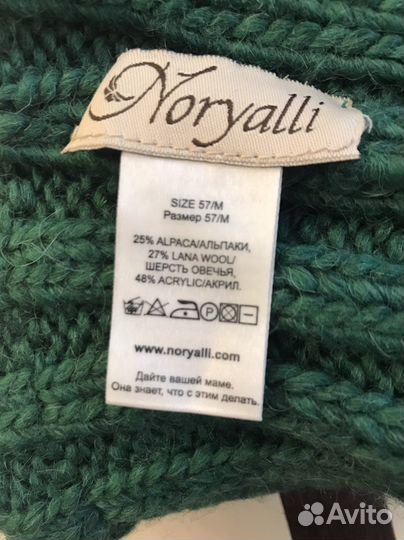 Noryalli
SIZE 57/M
Размер 57/M
25% ALPACA/АЛЬПАКИ,
27% LANA WOOL/
ШЕРСТЬ ОВЕЧЬЯ,
48% ACRYLIC/АКРИЛ.
P
www.noryalli.com
Дайте вашей маме.
Она знает, что с этим делать.
Avito